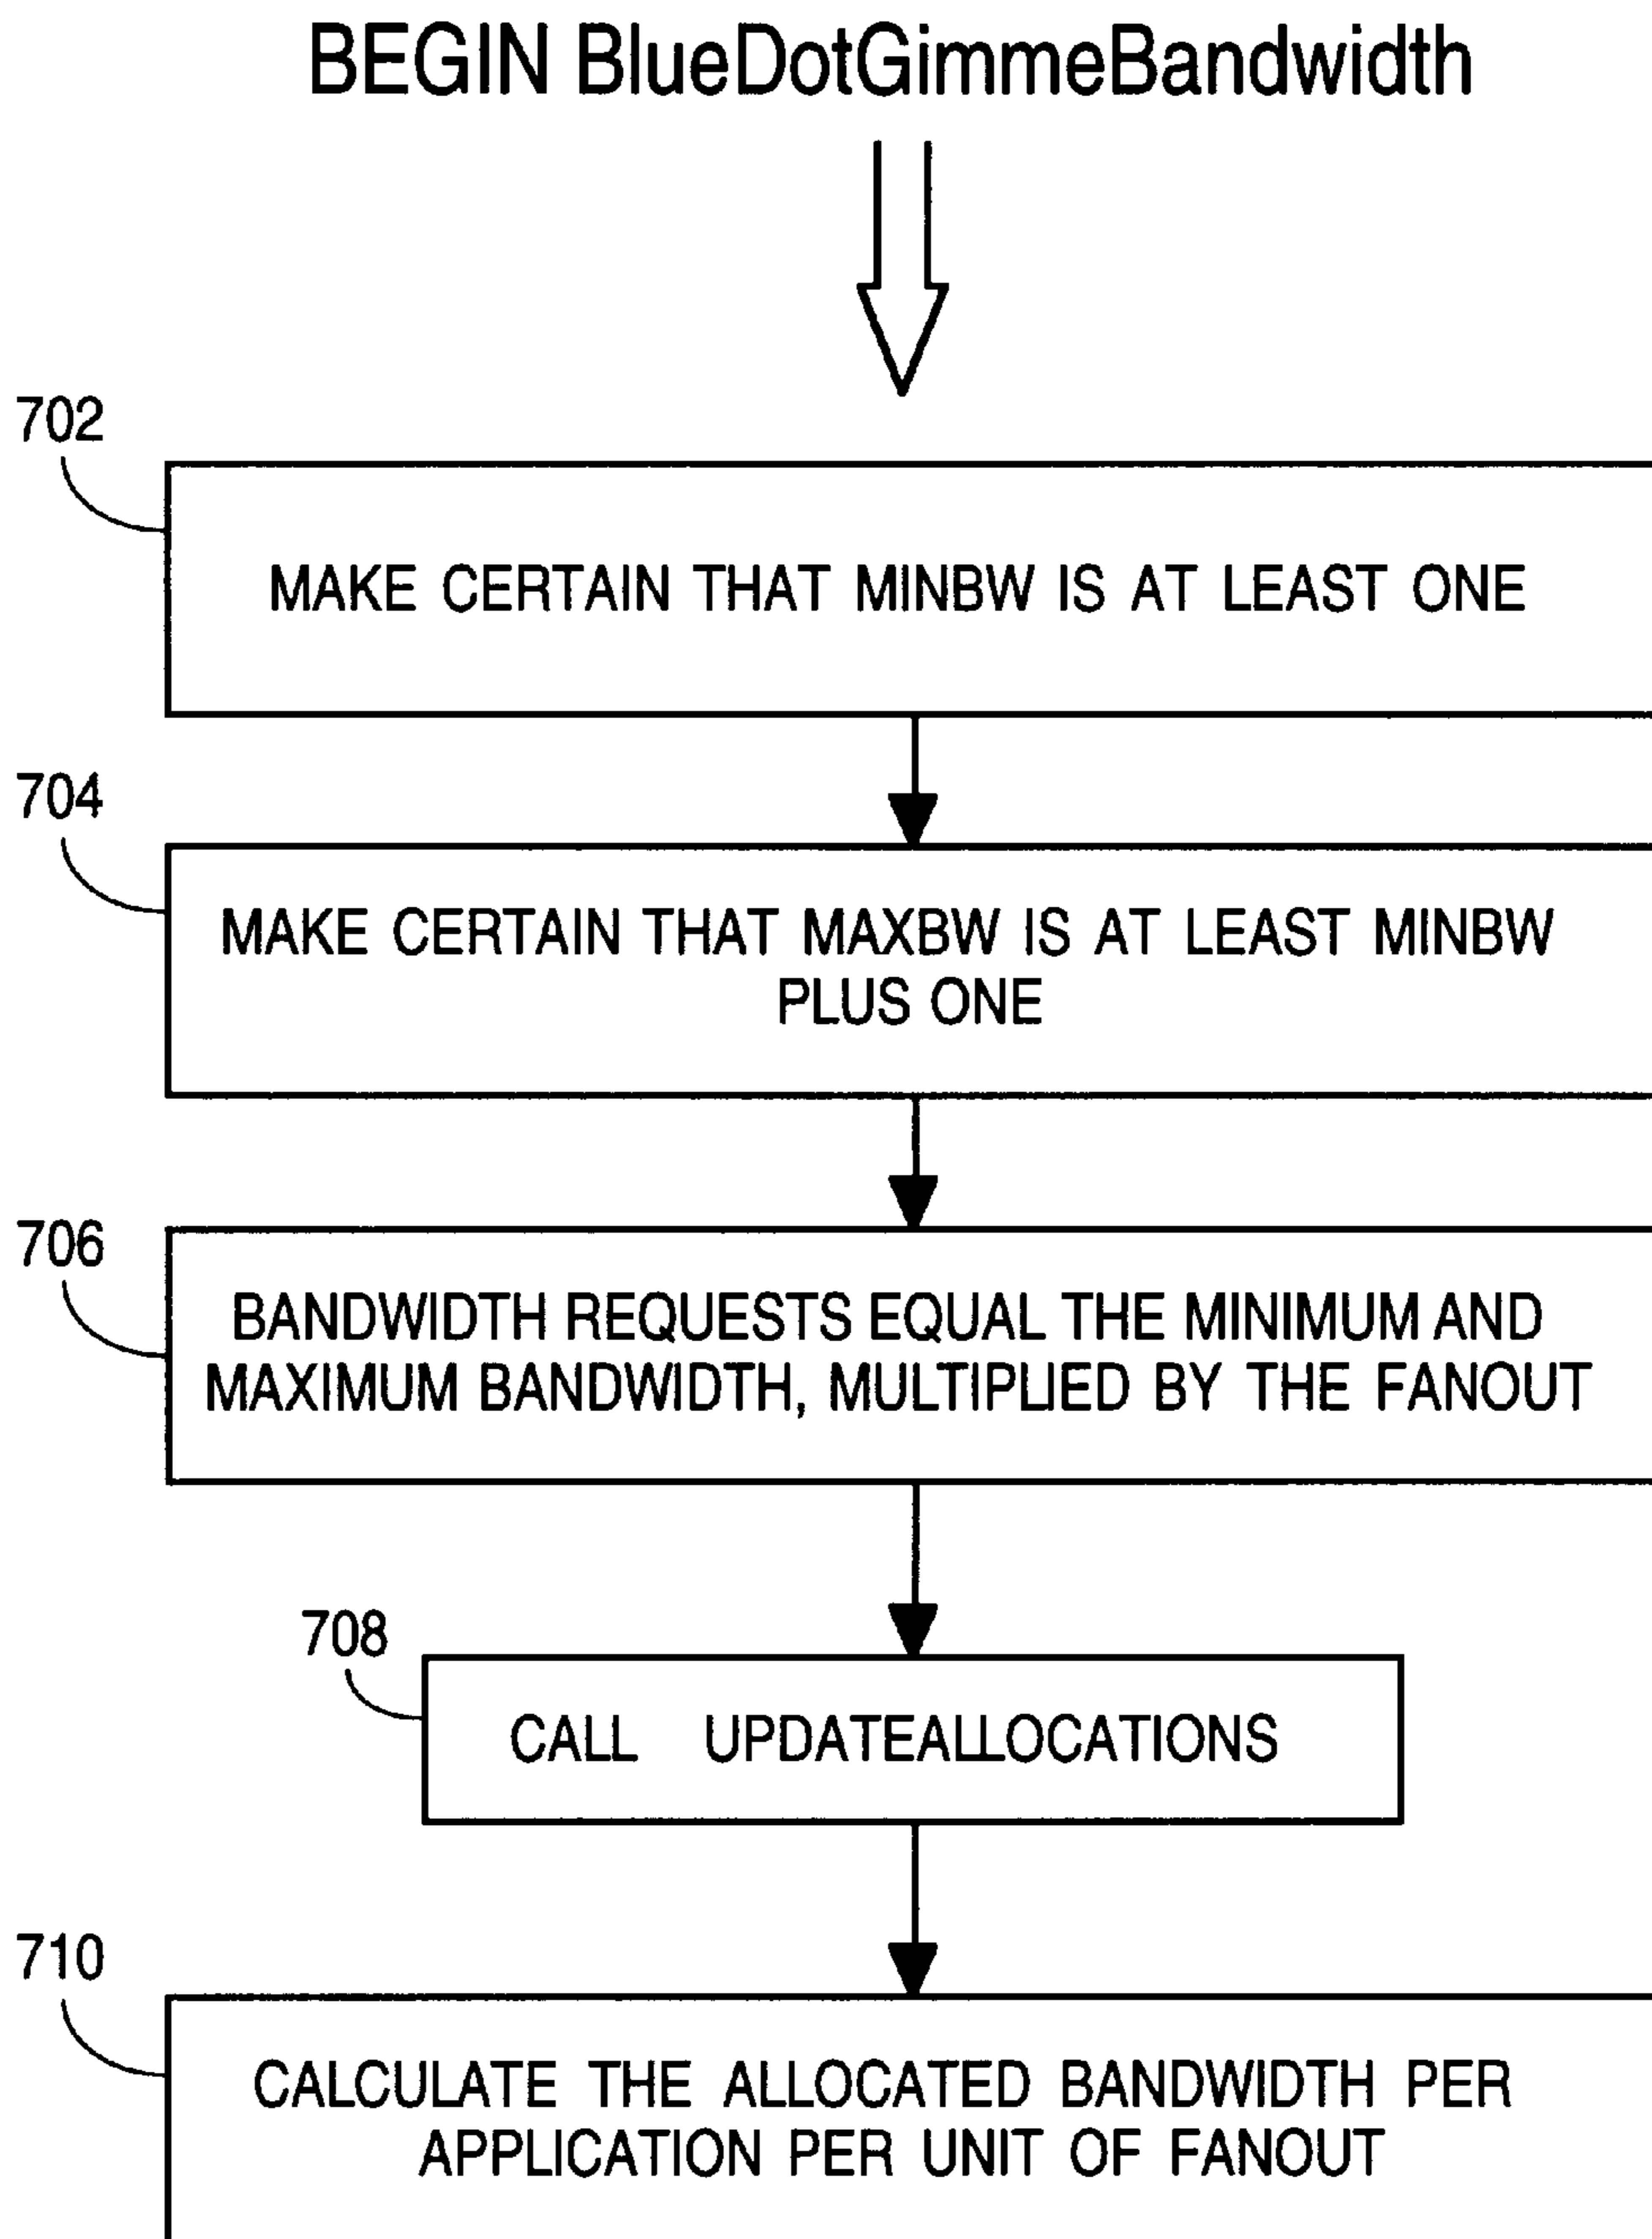 BEGIN BlueDotGimmeBandwidth
702
MAKE CERTAIN THAT MINBW IS AT LEAST ONE
704
MAKE CERTAIN THAT MAXBW IS AT LEAST MINBW
PLUS ONE
706
BANDWIDTH REQUESTS EQUAL THE MINIMUM AND
MAXIMUM BANDWIDTH, MULTIPLIED BY THE FANOUT
708
CALL UPDATEALLOCATIONS
710
CALCULATE THE ALLOCATED BANDWIDTH PER
APPLICATION PER UNIT OF FANOUT